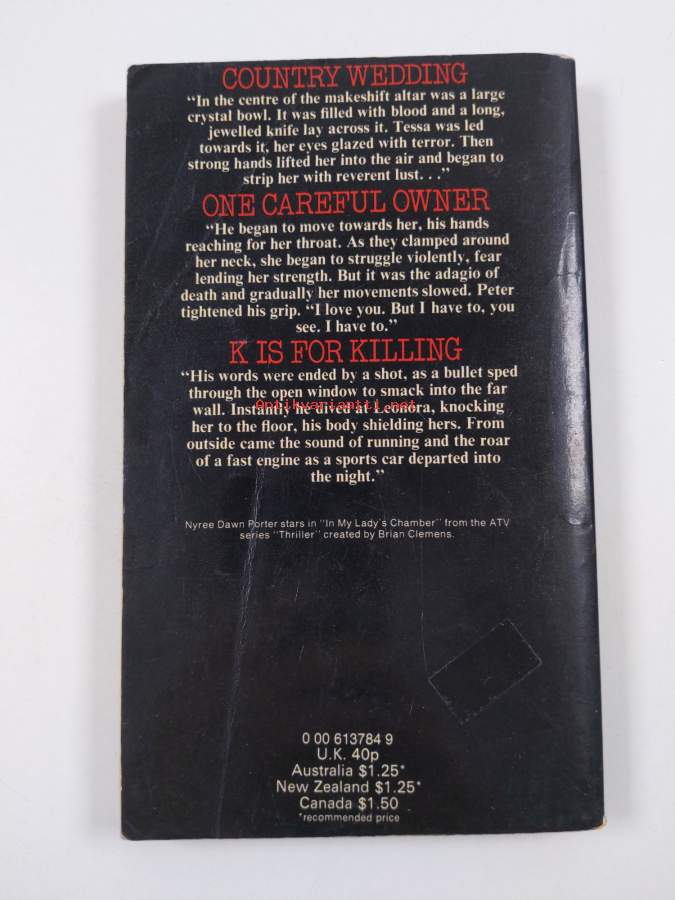 COUNTRY WEDDING
"In the centre of the makeshift altar was a large
crystal bowl. It was filled with blood and a long,
jewelled knife lay across it. Tessa was led
towards it, her eyes glazed with terror. Then
strong hands lifted her into the air and began to
strip her with reverent lust. . ."
ONE CAREFUL OWNER
"He began to move towards her, his hands
reaching for her throat. As they clamped around
her neck, she began to struggle violently, fear
lending her strength. But it was the adagio of
death and gradually her movements slowed. Peter
tightened his grip. "I love you. But I have to, you
see. I have to."
K IS FOR KILLING
"His words were ended by a shot, as a bullet sped
through the open window to smack into the far
wall. Instantly he dived at Leonora, knocking
her to the floor, his body shielding hers. From
outside came the sound of running and the roar
of a fast engine as a sports car departed into
the night."
Antikvariaatti.net
Nyree Dawn Porter stars in "In My Lady's Chamber" from the ATV
series "Thriller" created by Brian Clemens.
0 00 613784 9
U.K. 40p
Australia $1.25*
New Zealand $1.25*
Canada $1.50
*recommended price